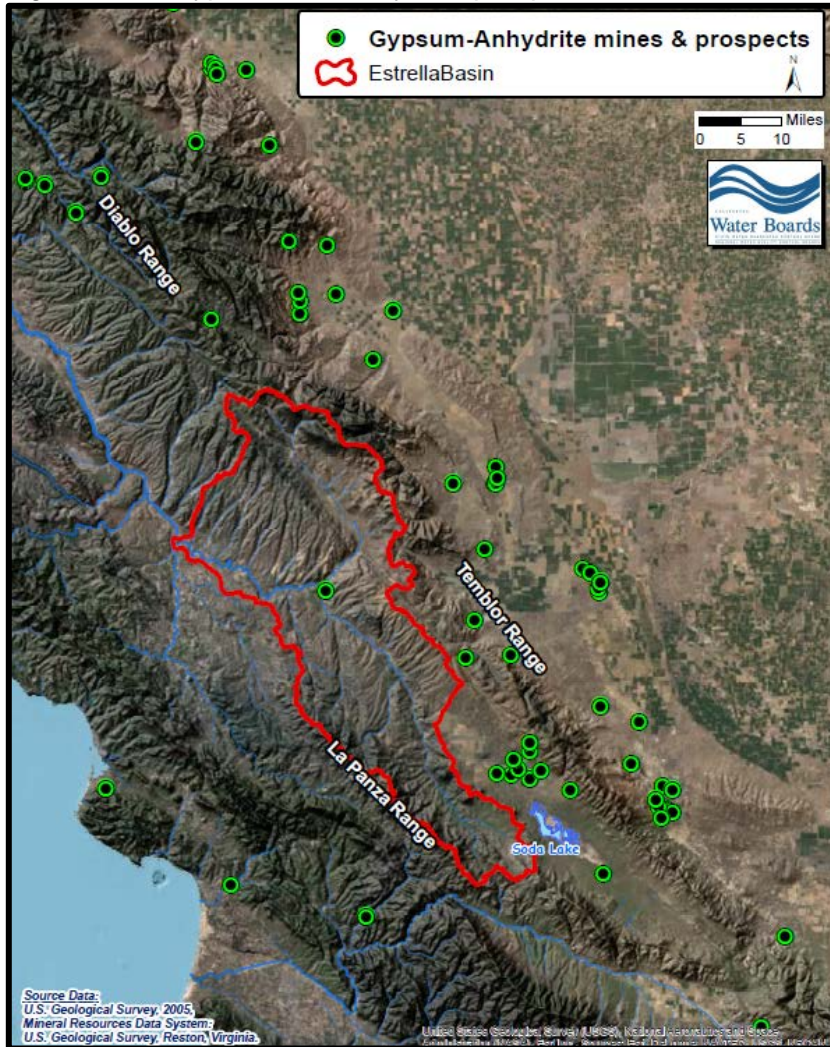 Gypsum-Anhydrite mines & prospects
EstrellaBasin
N
Miles
0 5 10
CALIFORNIA
Water Boards
Diablo Range
Temblor Range
La Panza Range
Soda Lake
Source Data:
U.S. Geological Survey, 2005,
Mineral Resources Data System:
U.S. Geological Survey, Reston, Virginia.
United States Geological Survey (USGS), National Aeronautics and Space